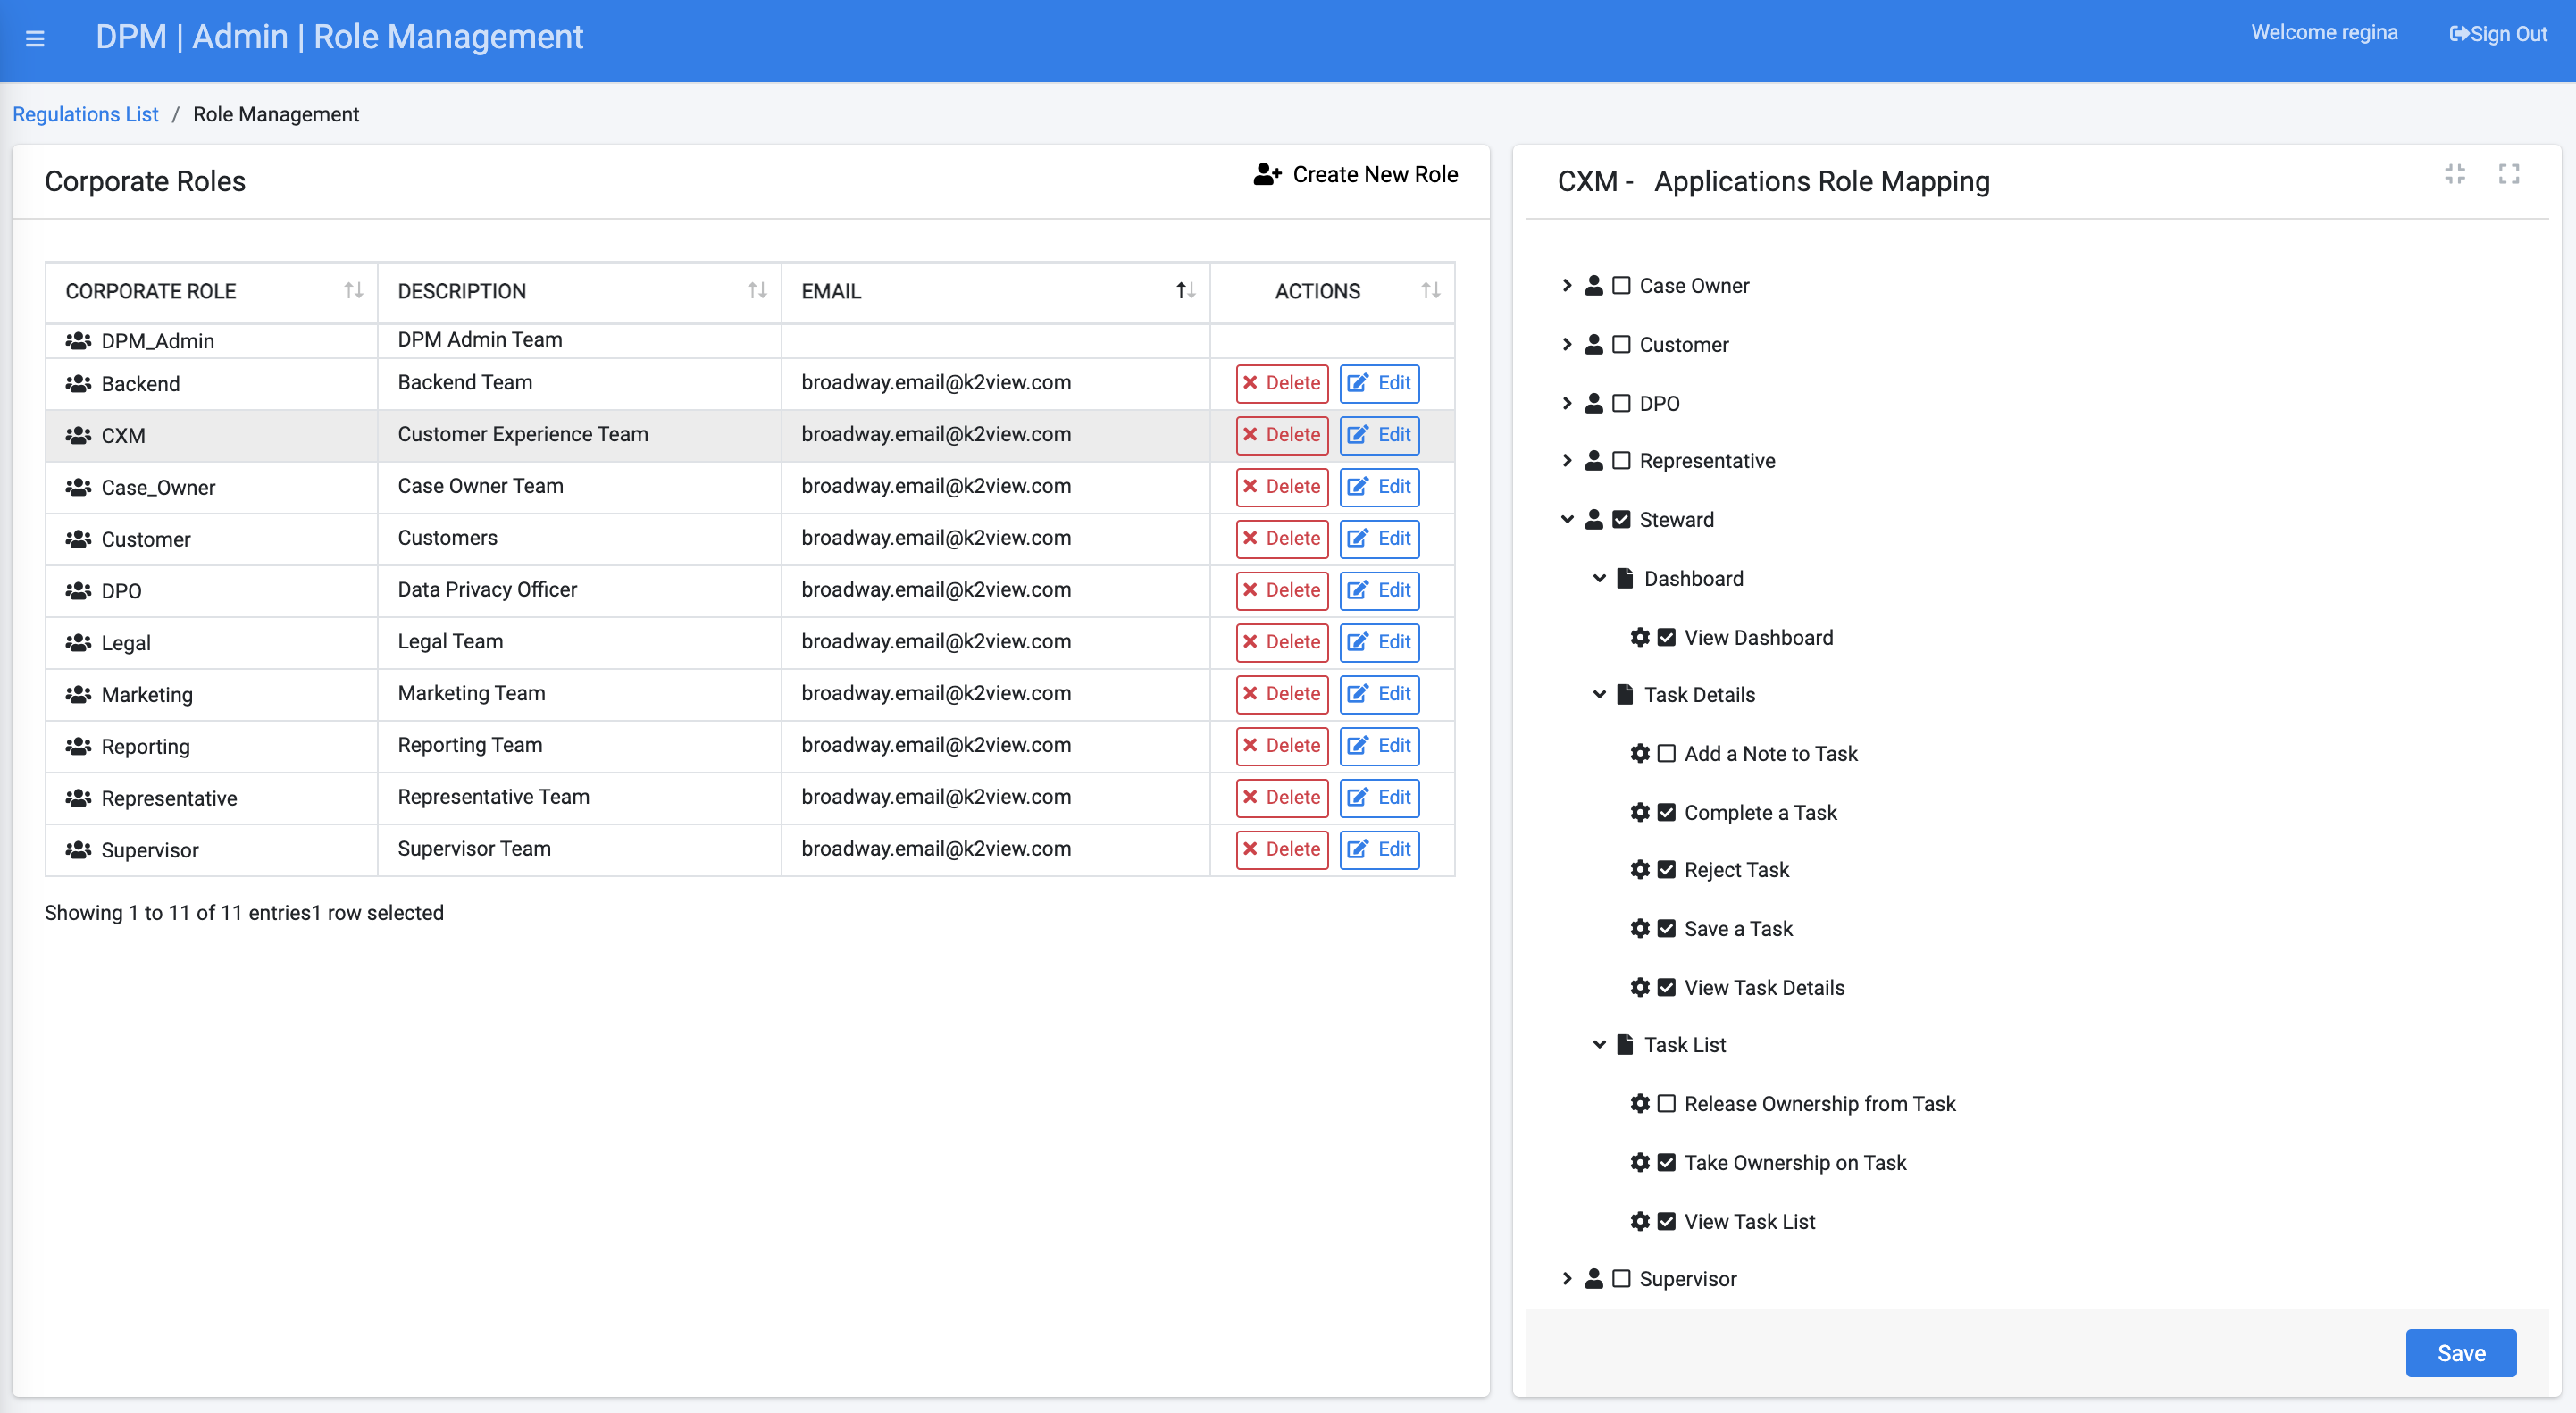 DPM | Admin | Role Management
Welcome regina
Sign Out
Regulations List / Role Management
Corporate Roles
Create New Role
CORPORATE ROLE DESCRIPTION EMAIL ACTIONS
DPM_Admin DPM Admin Team
Backend Backend Team broadway.email@k2view.com Delete Edit
CXM Customer Experience Team broadway.email@k2view.com Delete Edit
Case_Owner Case Owner Team broadway.email@k2view.com Delete Edit
Customer Customers broadway.email@k2view.com Delete Edit
DPO Data Privacy Officer broadway.email@k2view.com Delete Edit
Legal Legal Team broadway.email@k2view.com Delete Edit
Marketing Marketing Team broadway.email@k2view.com Delete Edit
Reporting Reporting Team broadway.email@k2view.com Delete Edit
Representative Representative Team broadway.email@k2view.com Delete Edit
Supervisor Supervisor Team broadway.email@k2view.com Delete Edit
Showing 1 to 11 of 11 entries1 row selected
CXM - Applications Role Mapping
Case Owner
Customer
DPO
Representative
Steward
Dashboard
View Dashboard
Task Details
Add a Note to Task
Complete a Task
Reject Task
Save a Task
View Task Details
Task List
Release Ownership from Task
Take Ownership on Task
View Task List
Supervisor
Save